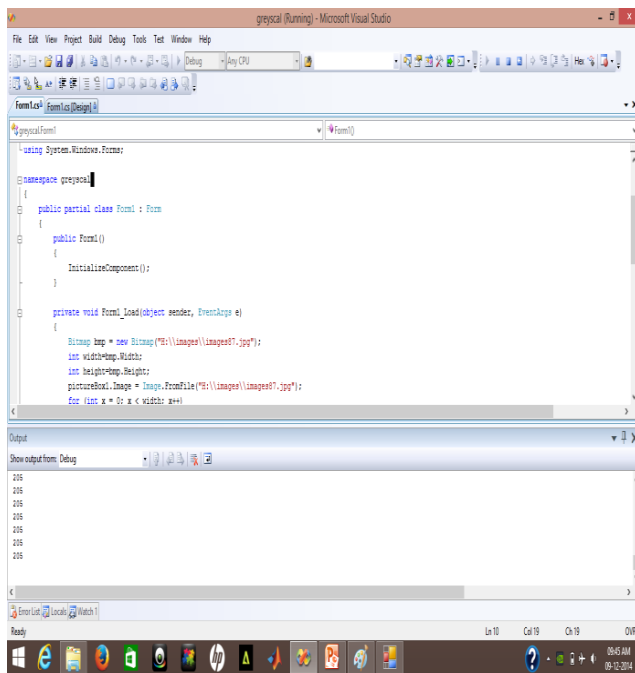 greyscal (Running) - Microsoft Visual Studio
File Edit View Project Build Debug Tools Test Window Help
Debug Any CPU Hex
Form1.cs Form1.cs [Design]
greyscal.Form1 Form1()
using System.Windows.Forms;
namespace greyscal
{
public partial class Form1 : Form
{
public Form1()
{
InitializeComponent();
}
private void Form1_Load(object sender, EventArgs e)
{
Bitmap bmp = new Bitmap("H:\\images\\images87.jpg");
int width=bmp.Width;
int height=bmp.Height;
pictureBox1.Image = Image.FromFile("H:\\images\\images87.jpg");
for (int x = 0; x < width; x++)
Output
Show output from: Debug
205
205
205
205
205
205
205
Error List Locals Watch 1
Ready Ln 10 Col 19 Ch 19 OVR
09:45 AM
09-12-2014